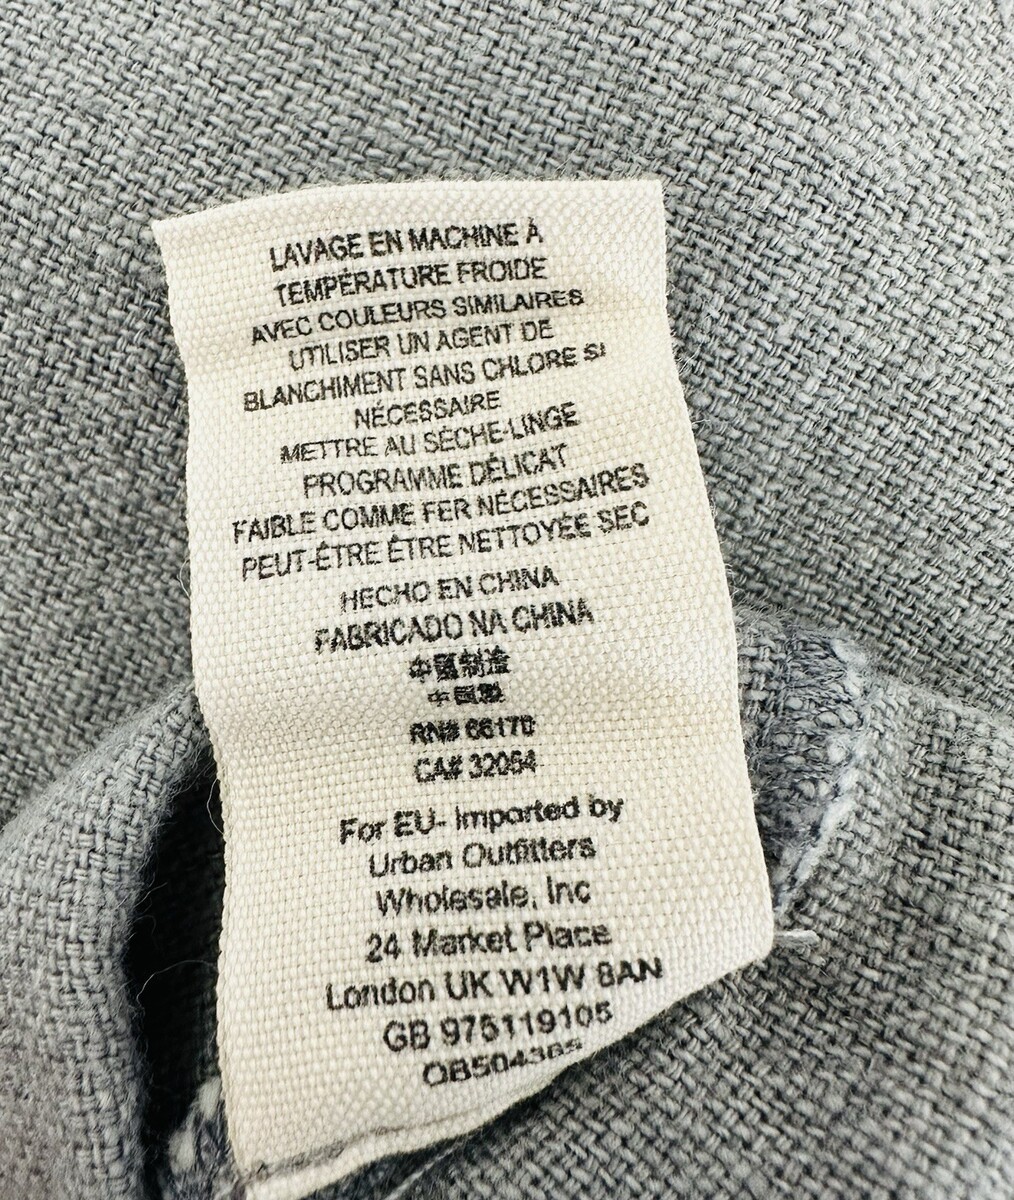 LAVAGE EN MACHINE À
TEMPÉRATURE FROIDE
AVEC COULEURS SIMILAIRES
UTILISER UN AGENT DE
BLANCHIMENT SANS CHLORE SI
NÉCESSAIRE
METTRE AU SÈCHE-LINGE
PROGRAMME DÉLICAT
FAIBLE COMME FER NÉCESSAIRES
PEUT-ÊTRE ÊTRE NETTOYÉE SEC
HECHO EN CHINA
FABRICADO NA CHINA
中國制造
中国製
RN# 66170
CA# 32054
For EU- Imported by
Urban Outfitters
Wholesale, Inc
24 Market Place
London UK W1W 8AN
GB 975119105